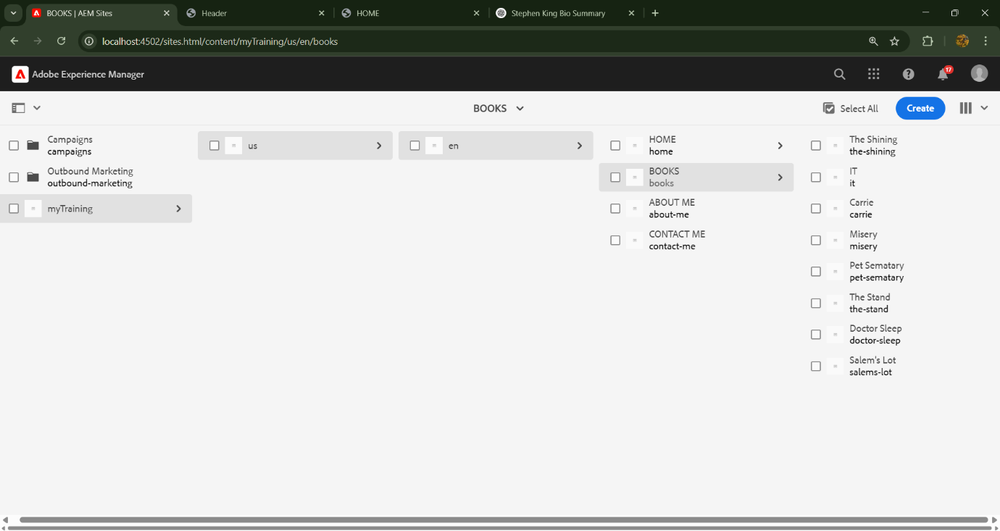 BOOKS | AEM Sites
Header
HOME
Stephen King Bio Summary
localhost:4502/sites.html/content/myTraining/us/en/books
Adobe Experience Manager
17
BOOKS
Select All
Create
Campaigns
campaigns
Outbound Marketing
outbound-marketing
myTraining
us
en
HOME
home
BOOKS
books
ABOUT ME
about-me
CONTACT ME
contact-me
The Shining
the-shining
IT
it
Carrie
carrie
Misery
misery
Pet Sematary
pet-sematary
The Stand
the-stand
Doctor Sleep
doctor-sleep
Salem's Lot
salems-lot